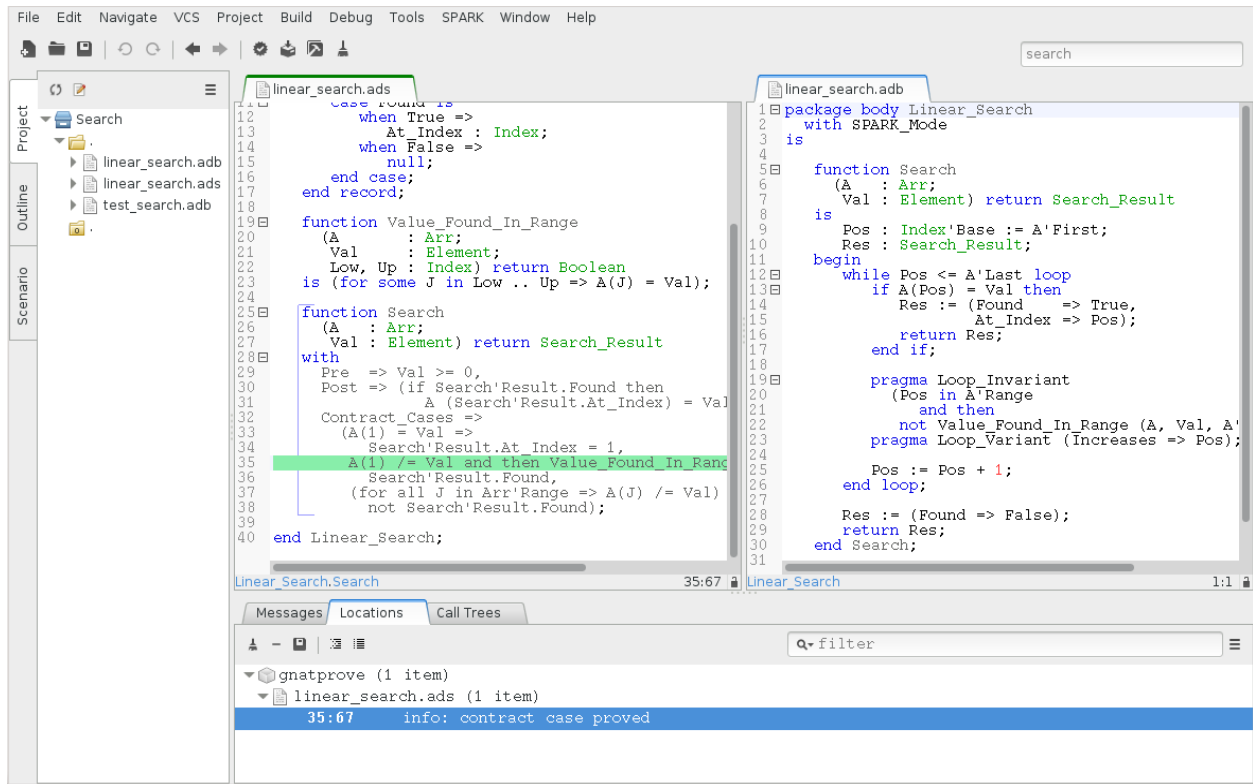 File Edit Navigate VCS Project Build Debug Tools SPARK Window Help
search
Project
Outline
Scenario
Search
.
linear_search.adb
linear_search.ads
test_search.adb
.
linear_search.ads
11 case Found is
12 when True =>
13 At_Index : Index;
14 when False =>
15 null;
16 end case;
17 end record;
18
19 function Value_Found_In_Range
20 (A : Arr;
21 Val : Element;
22 Low, Up : Index) return Boolean
23 is (for some J in Low .. Up => A(J) = Val);
24
25 function Search
26 (A : Arr;
27 Val : Element) return Search_Result
28 with
29 Pre => Val >= 0,
30 Post => (if Search'Result.Found then
31 A (Search'Result.At_Index) = Val
32 Contract_Cases =>
33 (A(1) = Val =>
34 Search'Result.At_Index = 1,
35 A(1) /= Val and then Value_Found_In_Rang
36 Search'Result.Found,
37 (for all J in Arr'Range => A(J) /= Val)
38 not Search'Result.Found);
39
40 end Linear_Search;
Linear_Search.Search 35:67
linear_search.adb
1 package body Linear_Search
2 with SPARK_Mode
3 is
4
5 function Search
6 (A : Arr;
7 Val : Element) return Search_Result
8 is
9 Pos : Index'Base := A'First;
10 Res : Search_Result;
11 begin
12 while Pos <= A'Last loop
13 if A(Pos) = Val then
14 Res := (Found => True,
15 At_Index => Pos);
16 return Res;
17 end if;
18
19 pragma Loop_Invariant
20 (Pos in A'Range
21 and then
22 not Value_Found_In_Range (A, Val, A'
23 pragma Loop_Variant (Increases => Pos);
24
25 Pos := Pos + 1;
26 end loop;
27
28 Res := (Found => False);
29 return Res;
30 end Search;
31
Linear_Search 1:1
Messages Locations Call Trees
filter
gnatprove (1 item)
linear_search.ads (1 item)
35:67 info: contract case proved